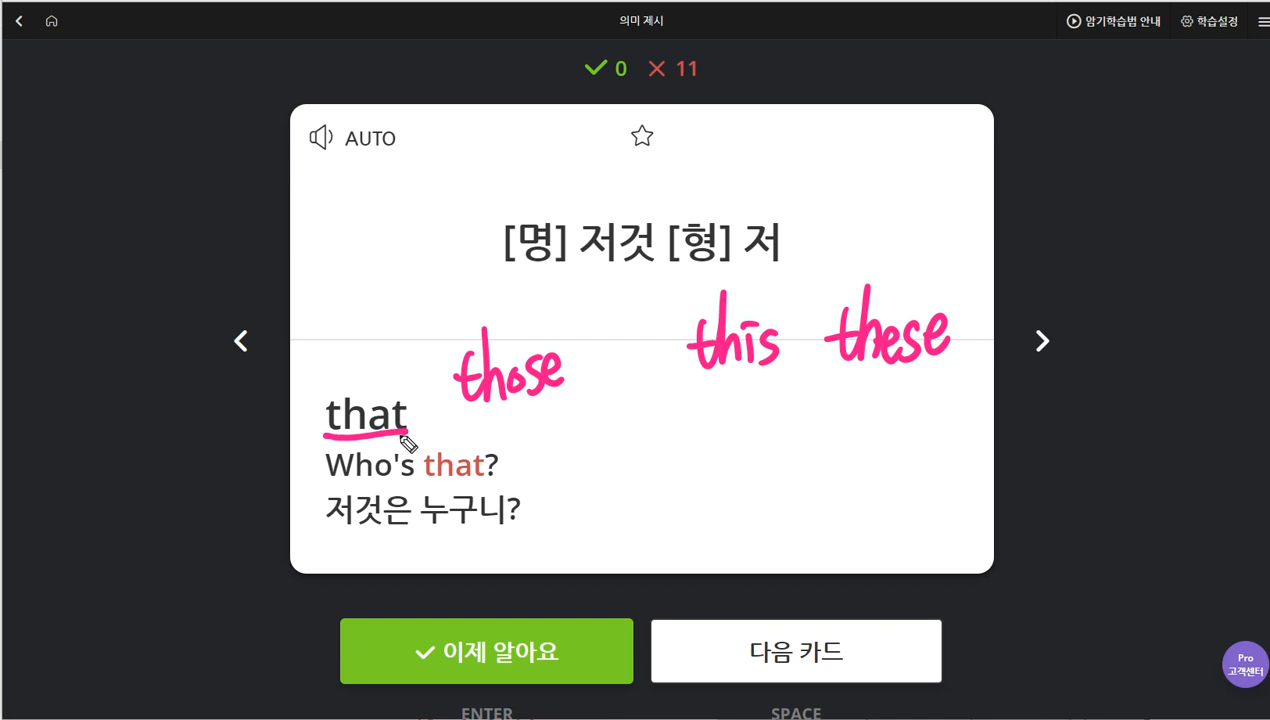 의미 제시
암기학습법 안내
학습설정
0 11
AUTO
[명] 저것 [형] 저
this these
those
that
Who's that?
저것은 누구니?
이제 알아요
다음 카드
Pro
고객센터
ENTER
SPACE